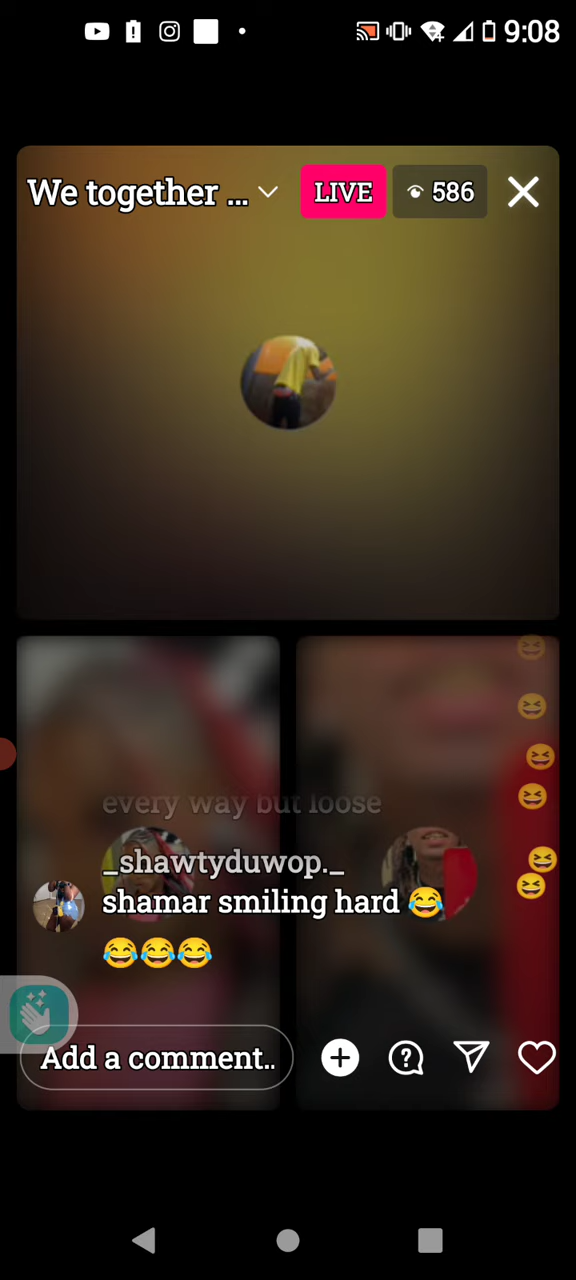 9:08
We together ...
LIVE
586
every way but loose
_shawtyduwop._
shamar smiling hard 😂
😂😂😂
Add a comment..